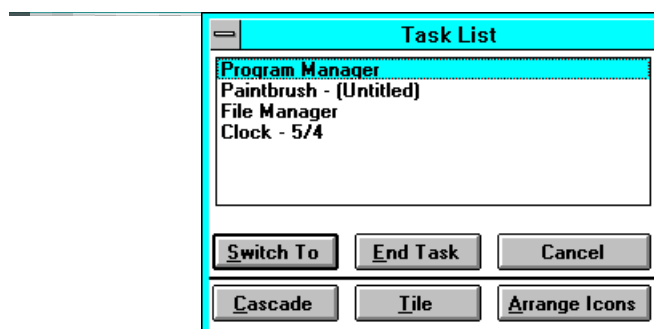 Task List
Program Manager
Paintbrush - (Untitled)
File Manager
Clock - 5/4
Switch To End Task Cancel
Cascade Tile Arrange Icons